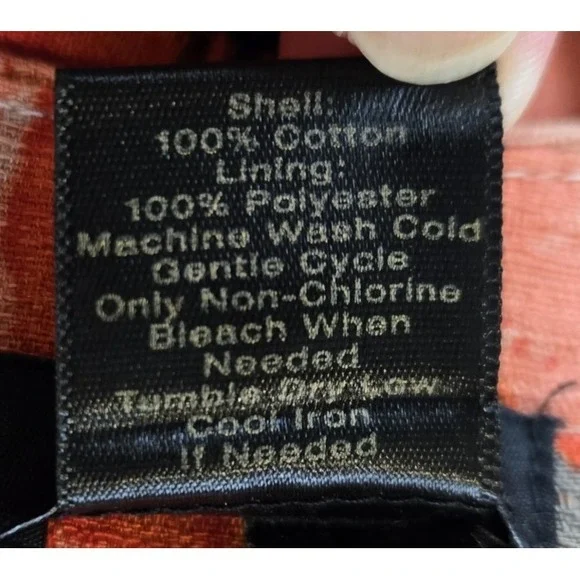 Shell:
100% Cotton
Lining:
100% Polyester
Machine Wash Cold
Gentle Cycle
Only Non-Chlorine
Bleach When
Needed
Tumble Dry Low
Cool Iron
If Needed